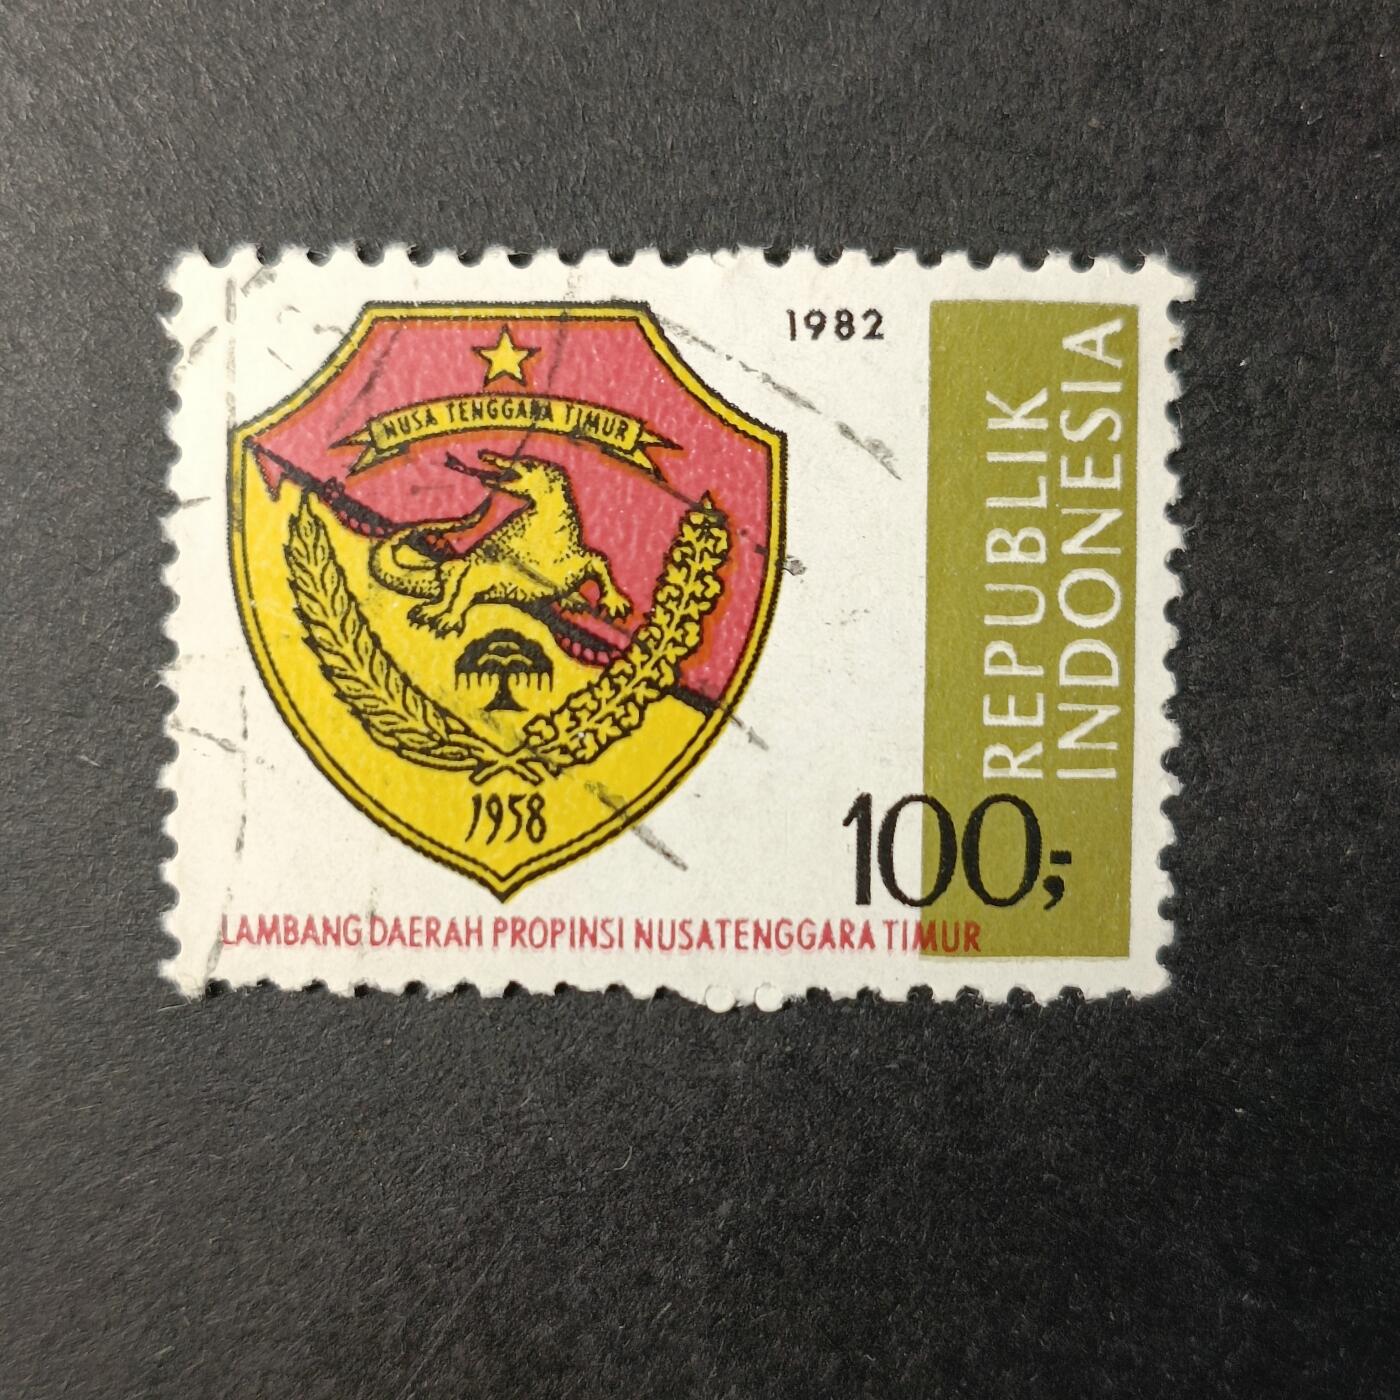 1982
NUSA TENGGARA TIMUR
1958
REPUBLIK
INDONESIA
100,-
LAMBANG DAERAH PROPINSI NUSATENGGARA TIMUR